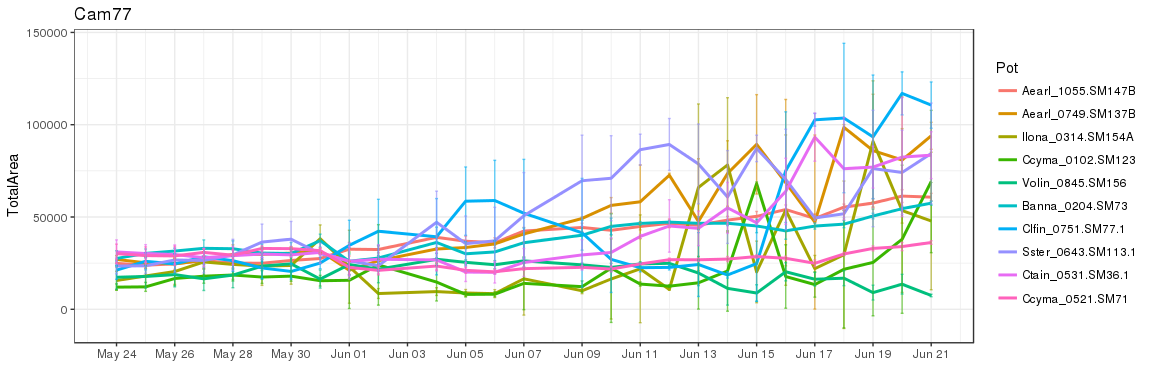 Cam77
TotalArea
150000
100000
50000
0
May 24 May 26 May 28 May 30 Jun 01 Jun 03 Jun 05 Jun 07 Jun 09 Jun 11 Jun 13 Jun 15 Jun 17 Jun 19 Jun 21
Pot
Aearl_1055.SM147B
Aearl_0749.SM137B
Ilona_0314.SM154A
Ccyma_0102.SM123
Volin_0845.SM156
Banna_0204.SM73
Clfin_0751.SM77.1
Sster_0643.SM113.1
Ctain_0531.SM36.1
Ccyma_0521.SM71